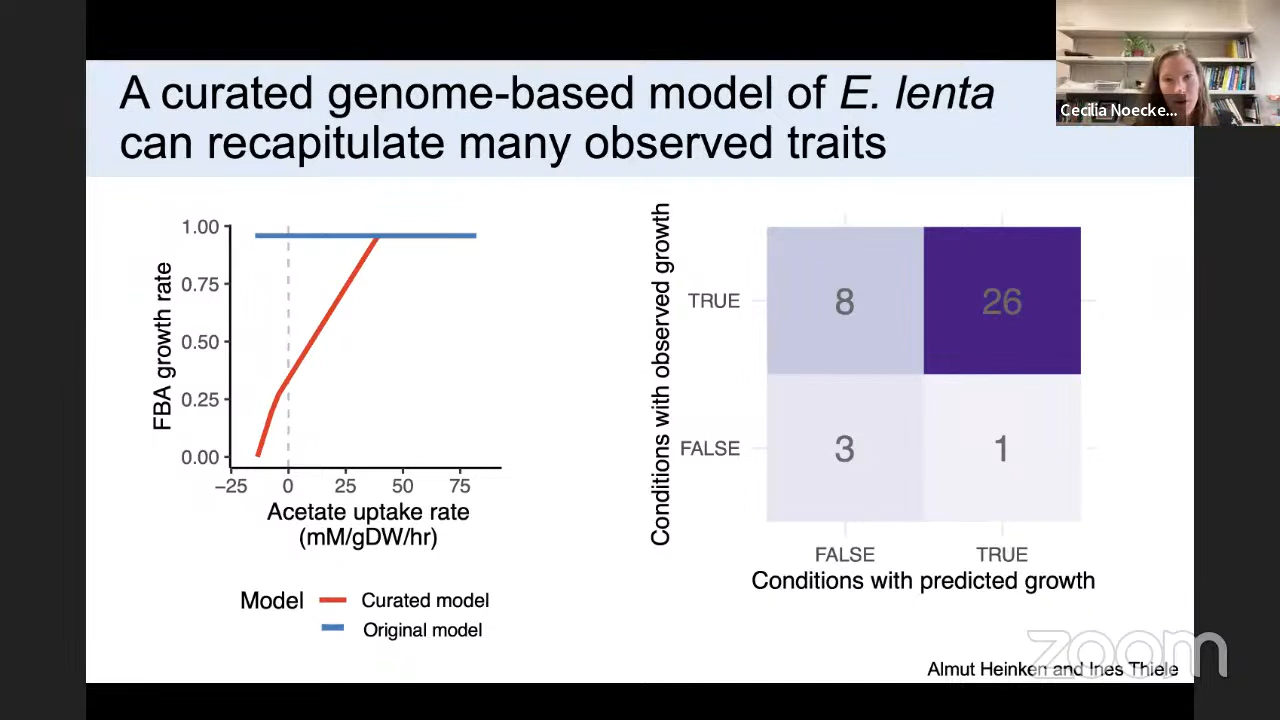 A curated genome-based model of E. lenta
can recapitulate many observed traits
Cecilia Noecke...
FBA growth rate
1.00
0.75
0.50
0.25
0.00
−25 0 25 50 75
Acetate uptake rate
(mM/gDW/hr)
Model
Curated model
Original model
Conditions with observed growth
TRUE
FALSE
8 26
3 1
FALSE TRUE
Conditions with predicted growth
Almut Heinken and Ines Thiele
zoom